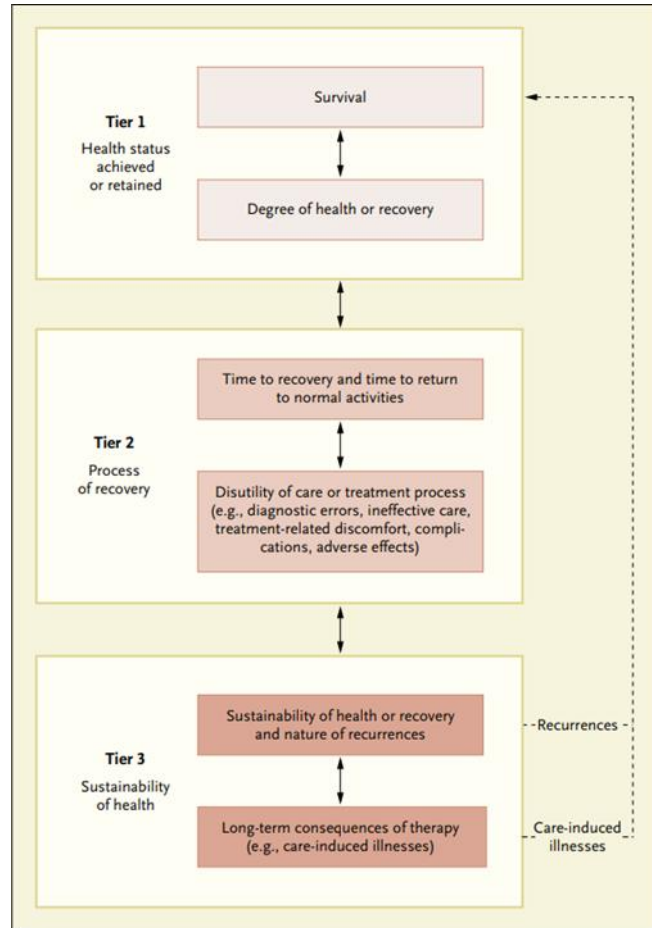 Tier 1
Health status
achieved
or retained
Survival
Degree of health or recovery
Tier 2
Process
of recovery
Time to recovery and time to return
to normal activities
Disutility of care or treatment process
(e.g., diagnostic errors, ineffective care,
treatment-related discomfort, compli-
cations, adverse effects)
Tier 3
Sustainability
of health
Sustainability of health or recovery
and nature of recurrences
Recurrences
Long-term consequences of therapy
(e.g., care-induced illnesses)
Care-induced
illnesses